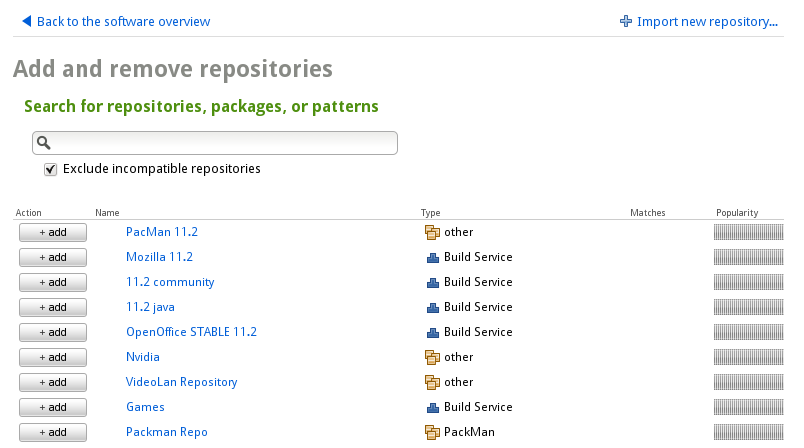 Back to the software overview Import new repository...
Add and remove repositories
Search for repositories, packages, or patterns
Exclude incompatible repositories
Action Name Type Matches Popularity
+ add PacMan 11.2 other
+ add Mozilla 11.2 Build Service
+ add 11.2 community Build Service
+ add 11.2 java Build Service
+ add OpenOffice STABLE 11.2 Build Service
+ add Nvidia other
+ add VideoLan Repository other
+ add Games Build Service
+ add Packman Repo PackMan